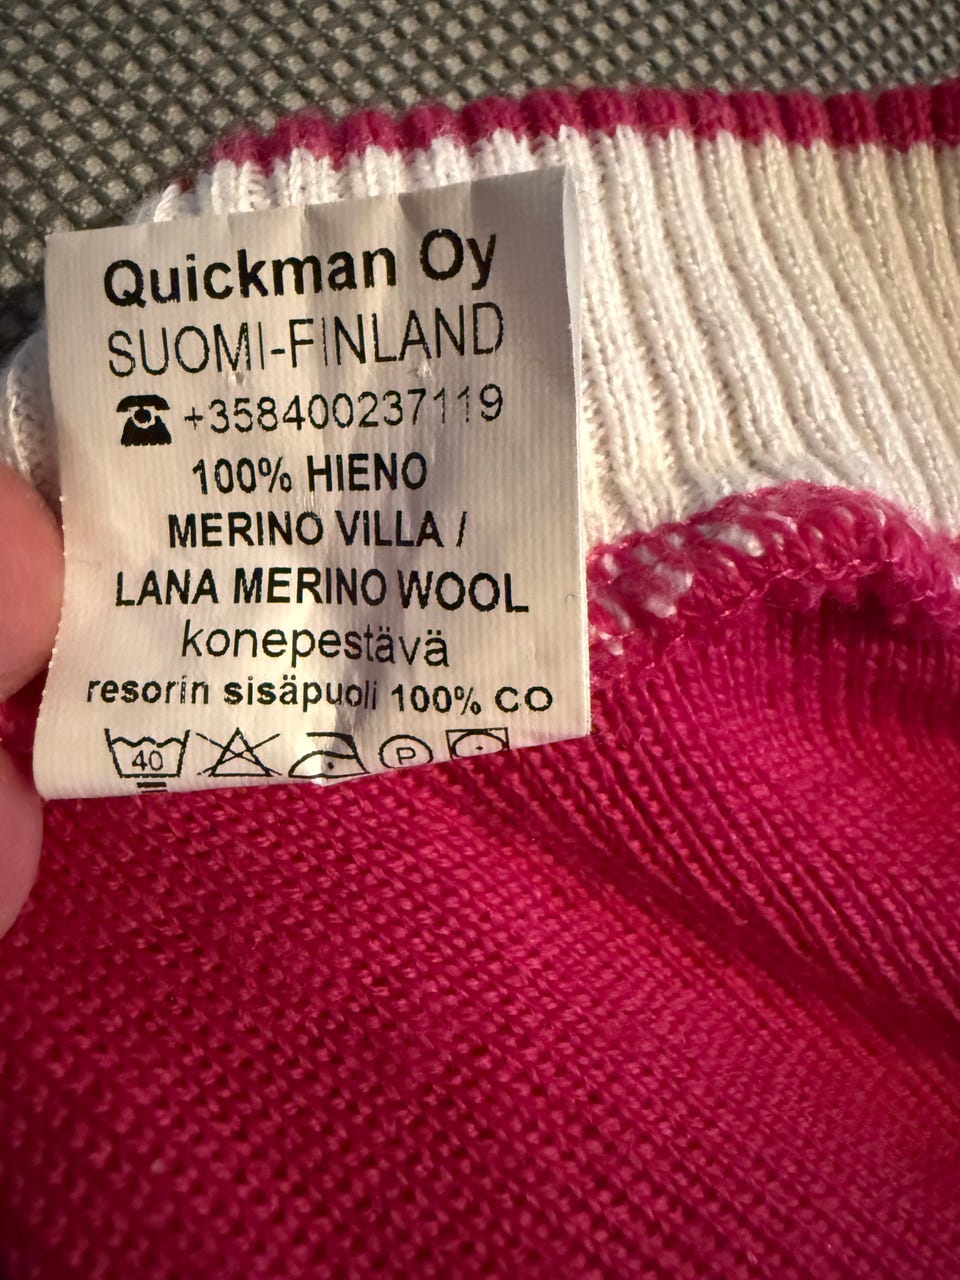 Quickman Oy
SUOMI-FINLAND
+358400237119
100% HIENO
MERINO VILLA /
LANA MERINO WOOL
konepestävä
resorin sisäpuoli 100% CO
40 P